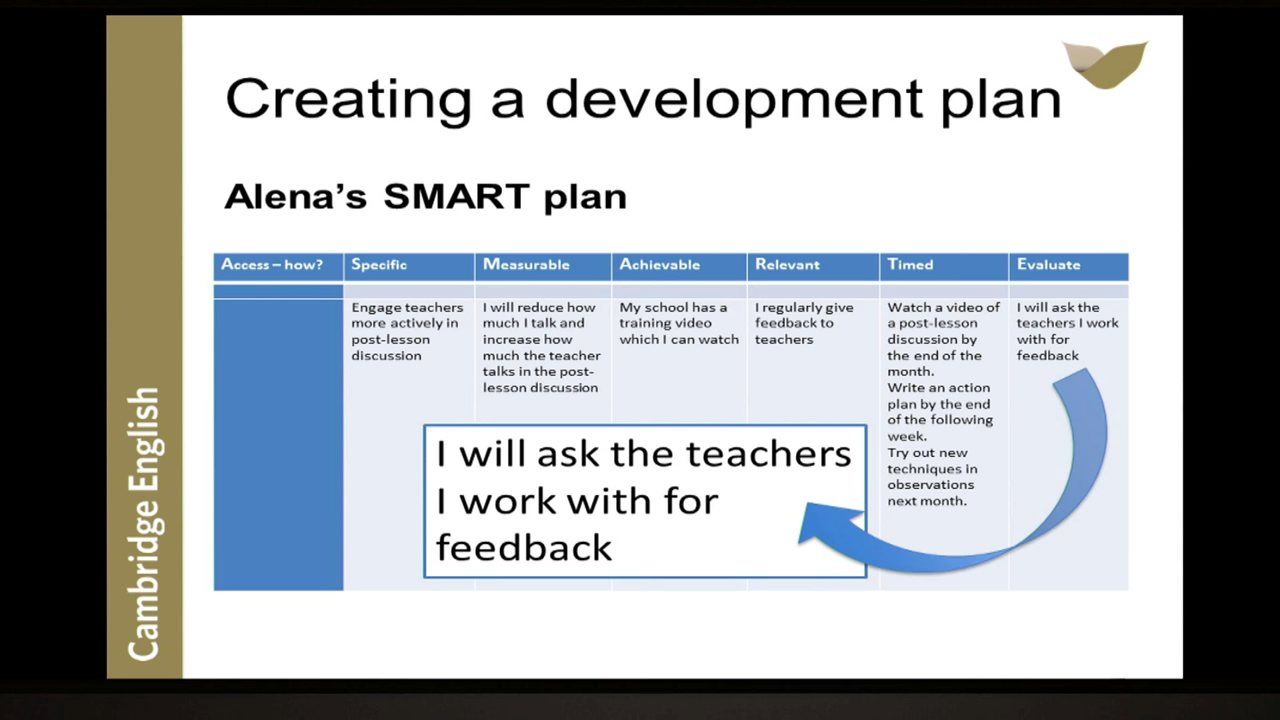 Creating a development plan
Alena's SMART plan
Access – how?
Specific
Measurable
Achievable
Relevant
Timed
Evaluate
Engage teachers
more actively in
post-lesson
discussion
I will reduce how
much I talk and
increase how
much the teacher
talks in the post-
lesson discussion
My school has a
training video
which I can watch
I regularly give
feedback to
teachers
Watch a video of
a post-lesson
discussion by
the end of the
month.
Write an action
plan by the end
of the following
week.
Try out new
techniques in
observations
next month.
I will ask the
teachers I work
with for
feedback
I will ask the teachers
I work with for
feedback
Cambridge English